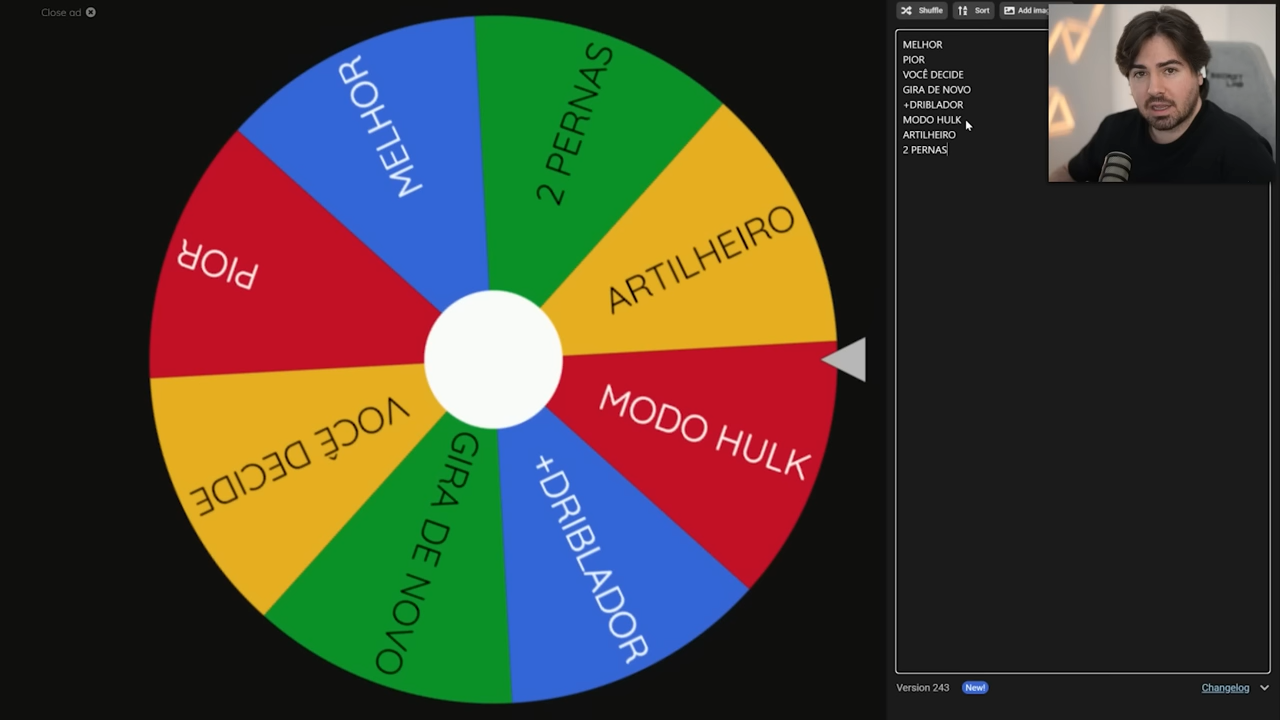 Close ad
Shuffle
Sort
MELHOR
PIOR
VOCÊ DECIDE
GIRA DE NOVO
+DRIBLADOR
MODO HULK
ARTILHEIRO
2 PERNAS
MELHOR
2 PERNAS
ARTILHEIRO
MODO HULK
+DRIBLADOR
GIRA DE NOVO
VOCÊ DECIDE
PIOR
Add
Version 243
New!
Changelog